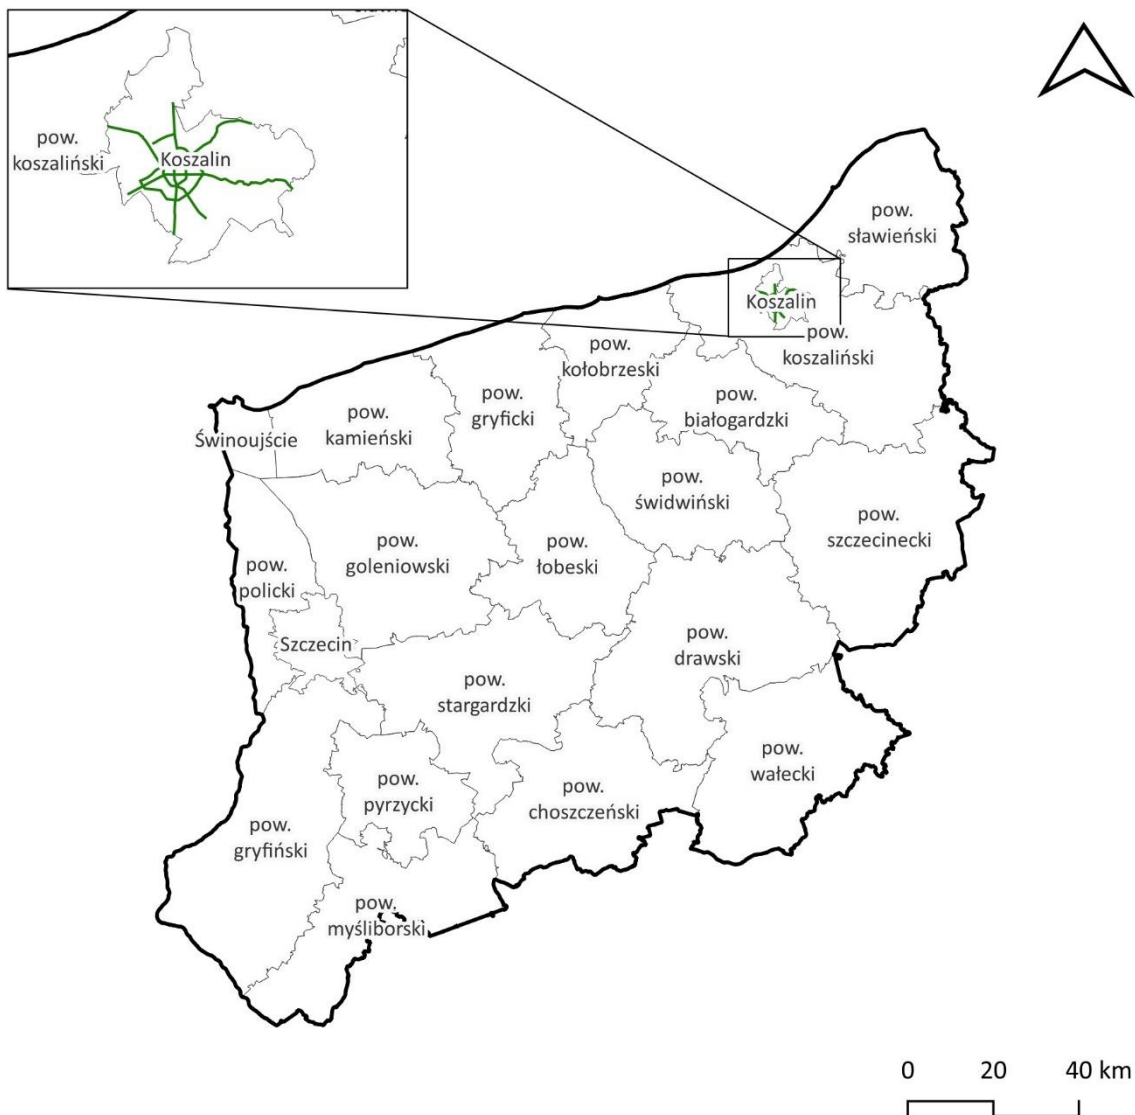 pow.
koszaliński
Koszalin
pow.
sławieński
Koszalin
pow.
koszaliński
pow.
kołobrzeski
pow.
białogardzki
pow.
gryficki
pow.
kamieński
Świnoujście
pow.
świdwiński
pow.
szczecinecki
pow.
goleniowski
pow.
łobeski
pow.
policki
Szczecin
pow.
drawski
pow.
stargardzki
pow.
wałecki
pow.
pyrzycki
pow.
choszczeński
pow.
gryfiński
pow.
myśliborski
0 20 40 km